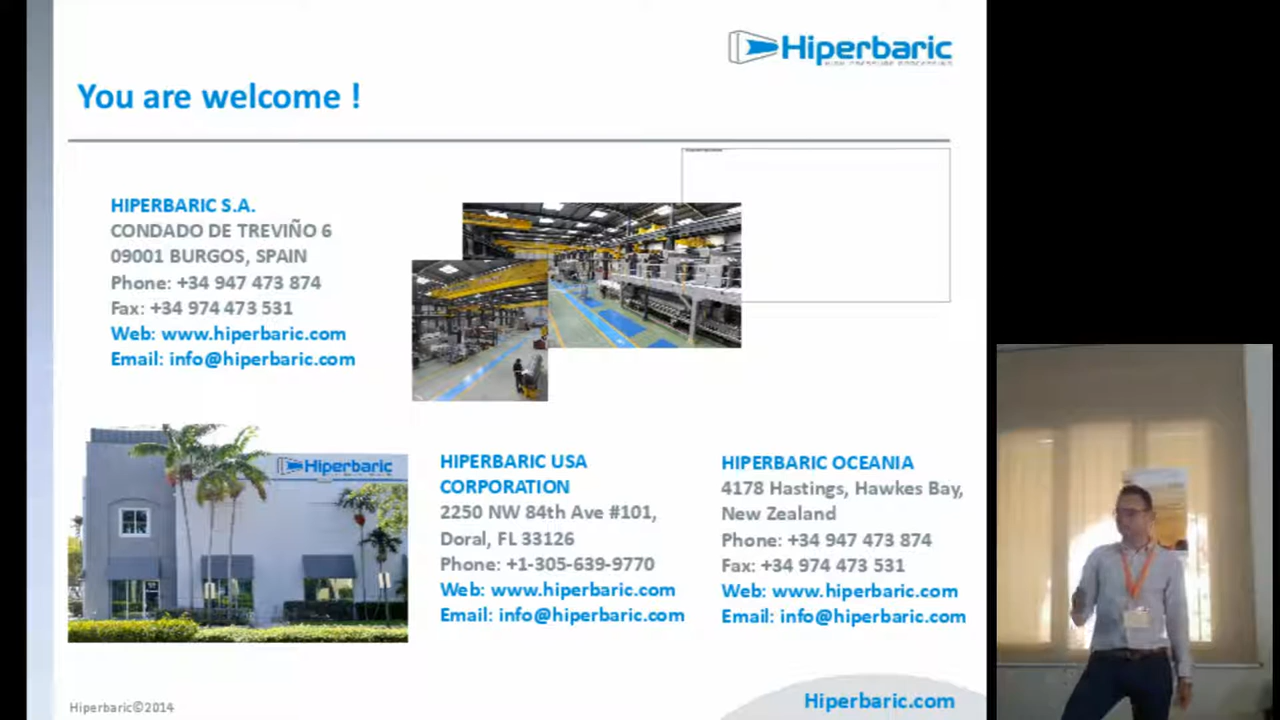 Hiperbaric
HIGH PRESSURE PROCESSING
You are welcome !
HIPERBARIC S.A.
CONDADO DE TREVIÑO 6
09001 BURGOS, SPAIN
Phone: +34 947 473 874
Fax: +34 974 473 531
Web: www.hiperbaric.com
Email: info@hiperbaric.com
Hiperbaric
HIPERBARIC USA
CORPORATION
2250 NW 84th Ave #101,
Doral, FL 33126
Phone: +1-305-639-9770
Web: www.hiperbaric.com
Email: info@hiperbaric.com
HIPERBARIC OCEANIA
4178 Hastings, Hawkes Bay,
New Zealand
Phone: +34 947 473 874
Fax: +34 974 473 531
Web: www.hiperbaric.com
Email: info@hiperbaric.com
Hiperbaric©2014
Hiperbaric.com